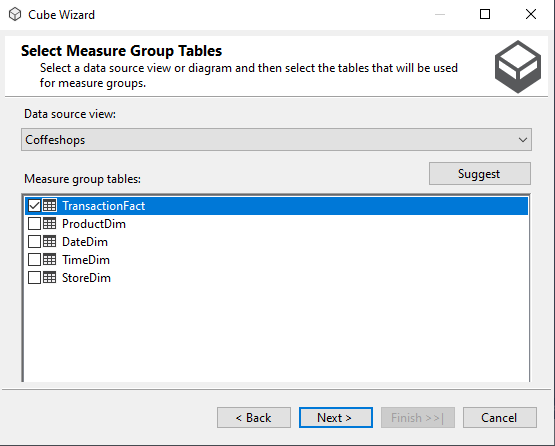 Cube Wizard
Select Measure Group Tables
Select a data source view or diagram and then select the tables that will be used
for measure groups.
Data source view:
Coffeshops
Suggest
Measure group tables:
TransactionFact
ProductDim
DateDim
TimeDim
StoreDim
< Back
Next >
Finish >>|
Cancel